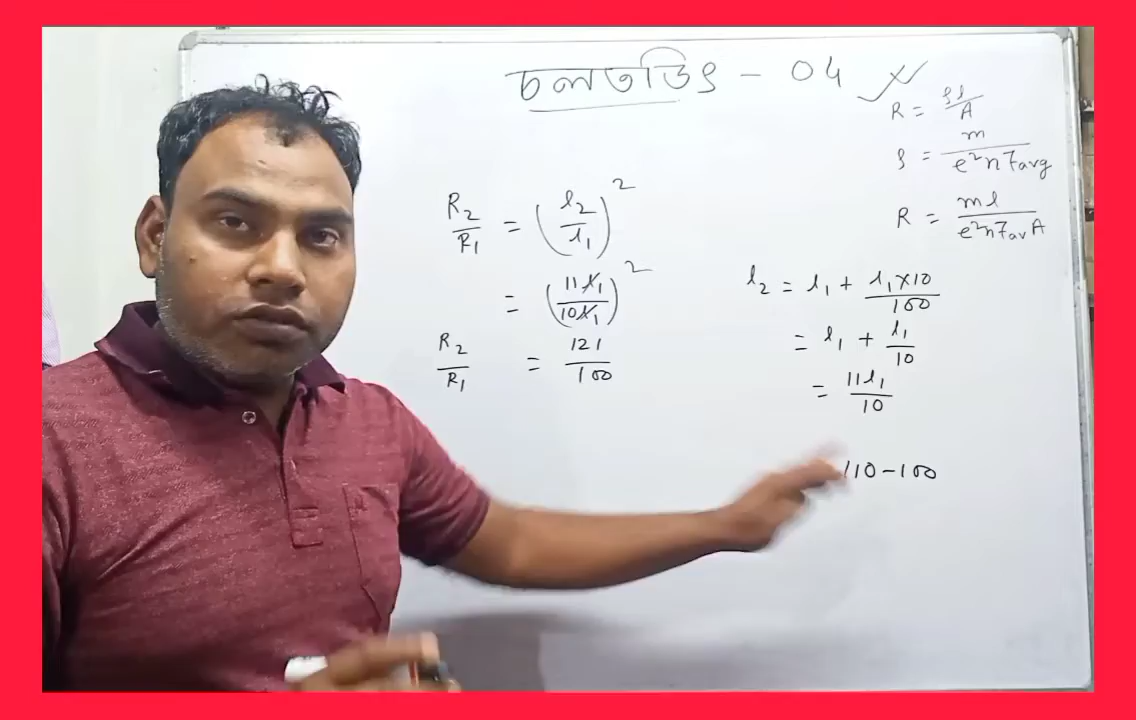 চলতডিৎ - 04
R = ρl/A
ρ = m/e²nτavg
R = ml/e²nτavA
R₂/R₁ = (l₂/l₁)²
= (11l₁/10l₁)²
R₂/R₁ = 121/100
l₂ = l₁ + l₁×10/100
= l₁ + l₁/10
= 11l₁/10
110-100